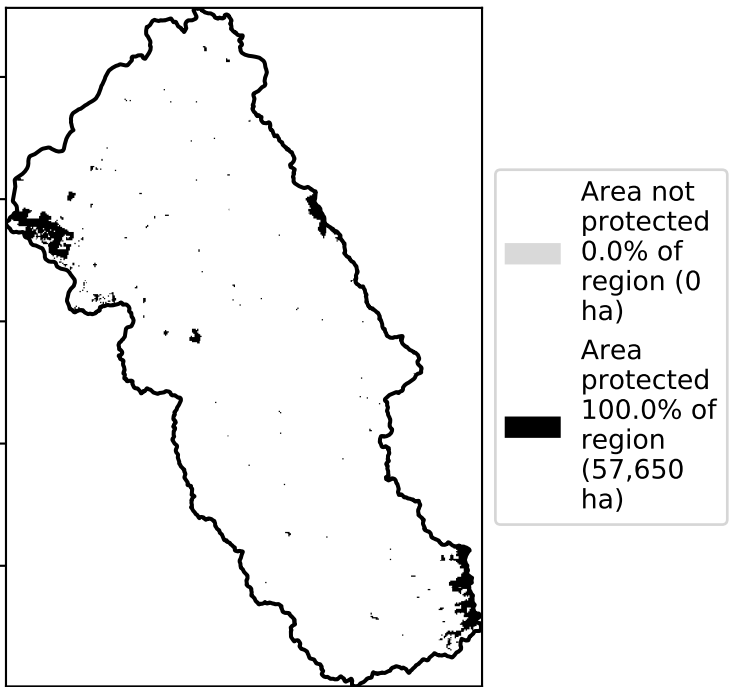 Area not
protected
0.0% of
region (0
ha)
Area
protected
100.0% of
region
(57,650
ha)